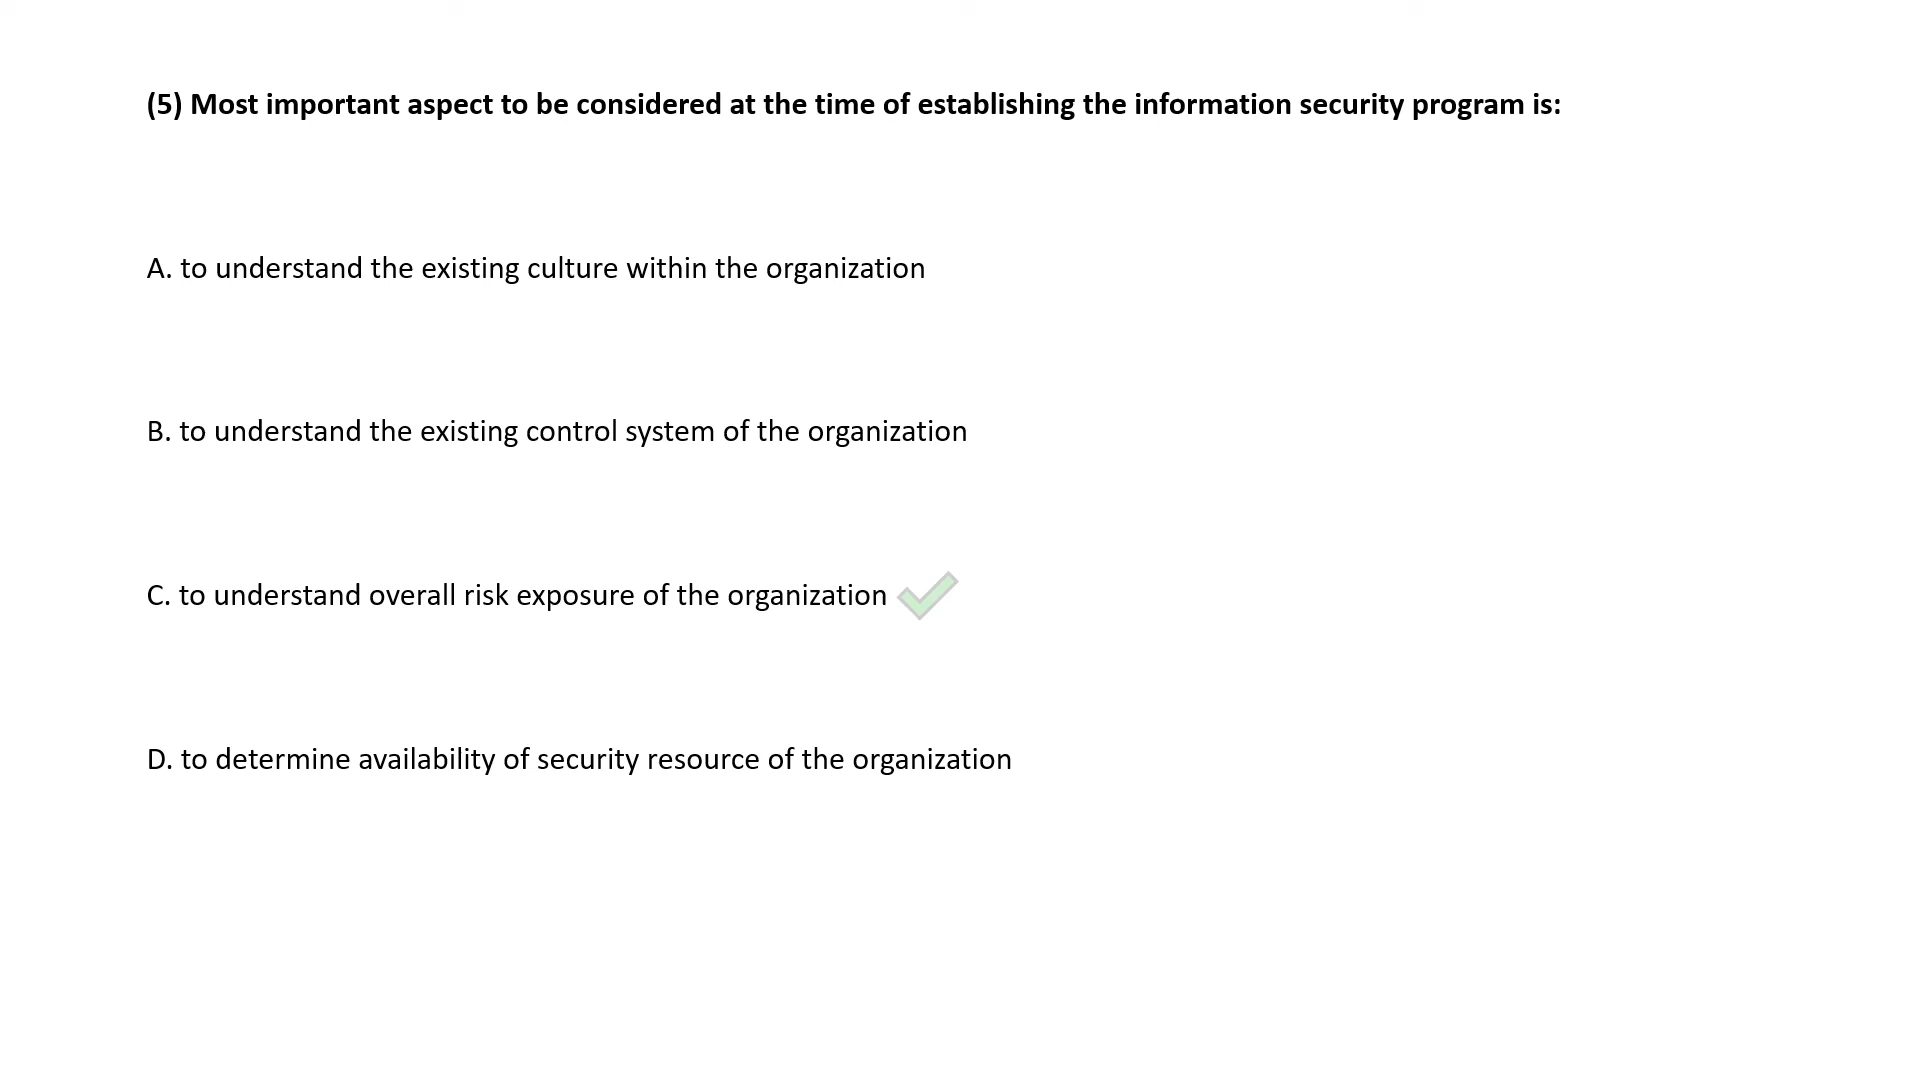 (5) Most important aspect to be considered at the time of establishing the information security program is:
A. to understand the existing culture within the organization
B. to understand the existing control system of the organization
C. to understand overall risk exposure of the organization
D. to determine availability of security resource of the organization